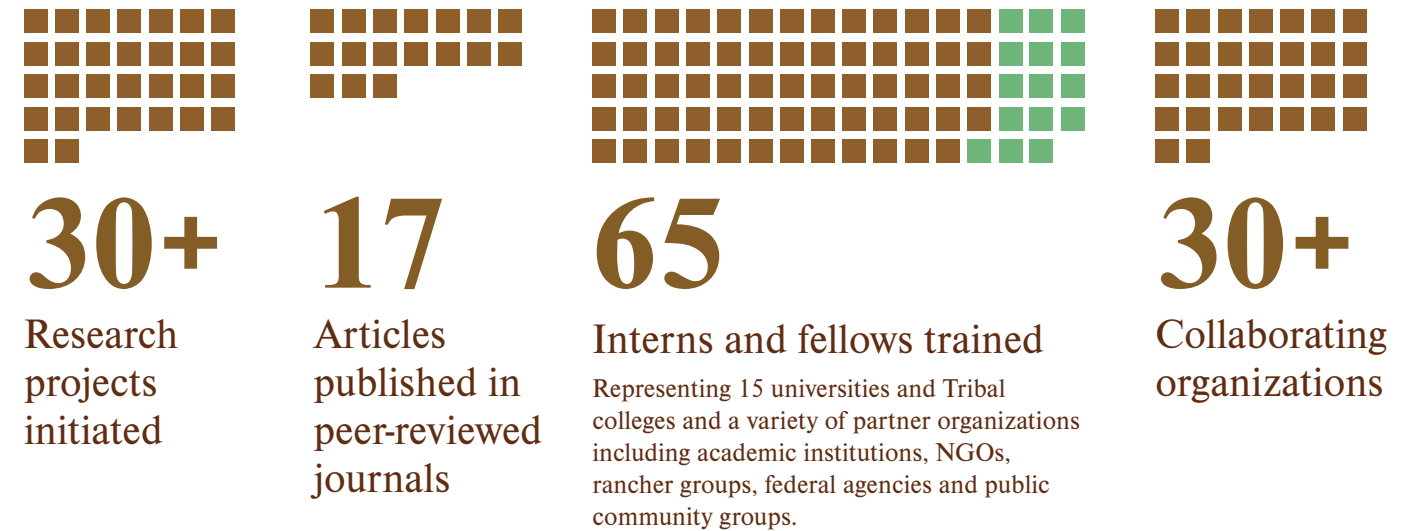 30+
Research
projects
initiated
17
Articles
published in
peer-reviewed
journals
65
Interns and fellows trained
Representing 15 universities and Tribal
colleges and a variety of partner organizations
including academic institutions, NGOs,
rancher groups, federal agencies and public
community groups.
30+
Collaborating
organizations